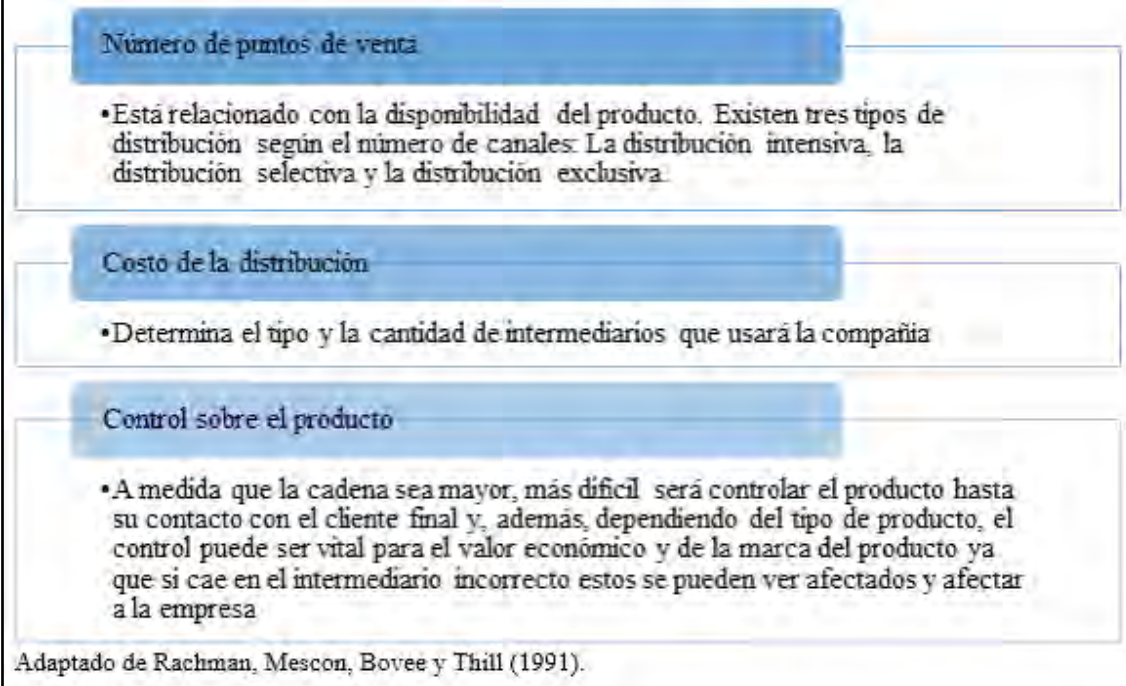 Número de puntos de venta
•Está relacionado con la disponibilidad del producto. Existen tres tipos de
distribución según el número de canales: La distribución intensiva, la
distribución selectiva y la distribución exclusiva.
Costo de la distribución
•Determina el tipo y la cantidad de intermediarios que usará la compañía
Control sobre el producto
•A medida que la cadena sea mayor, más difícil será controlar el producto hasta
su contacto con el cliente final y, además, dependiendo del tipo de producto, el
control puede ser vital para el valor económico y de la marca del producto ya
que si cae en el intermediario incorrecto estos se pueden ver afectados y afectar
a la empresa
Adaptado de Rachman, Mescon, Bovee y Thill (1991).